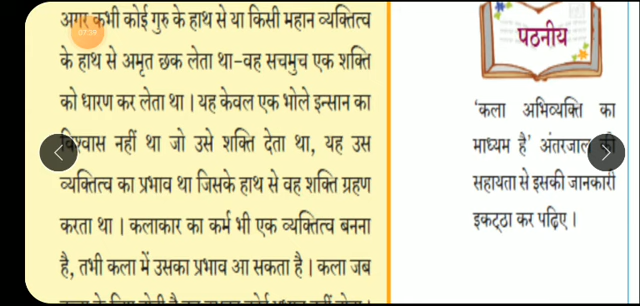 अगर कभी कोई गुरु के हाथ से या किसी महान व्यक्तित्व
के हाथ से अमृत छक लेता था-वह सचमुच एक शक्ति
को धारण कर लेता था । यह केवल एक भोले इन्सान का
विश्वास नहीं था जो उसे शक्ति देता था, यह उस
व्यक्तित्व का प्रभाव था जिसके हाथ से वह शक्ति ग्रहण
करता था । कलाकार का कर्म भी एक व्यक्तित्व बनना
है, तभी कला में उसका प्रभाव आ सकता है । कला जब
पठनीय
‘कला अभिव्यक्ति का
माध्यम है’ अंतरजाल की
सहायता से इसकी जानकारी
इकट्ठा कर पढ़िए ।